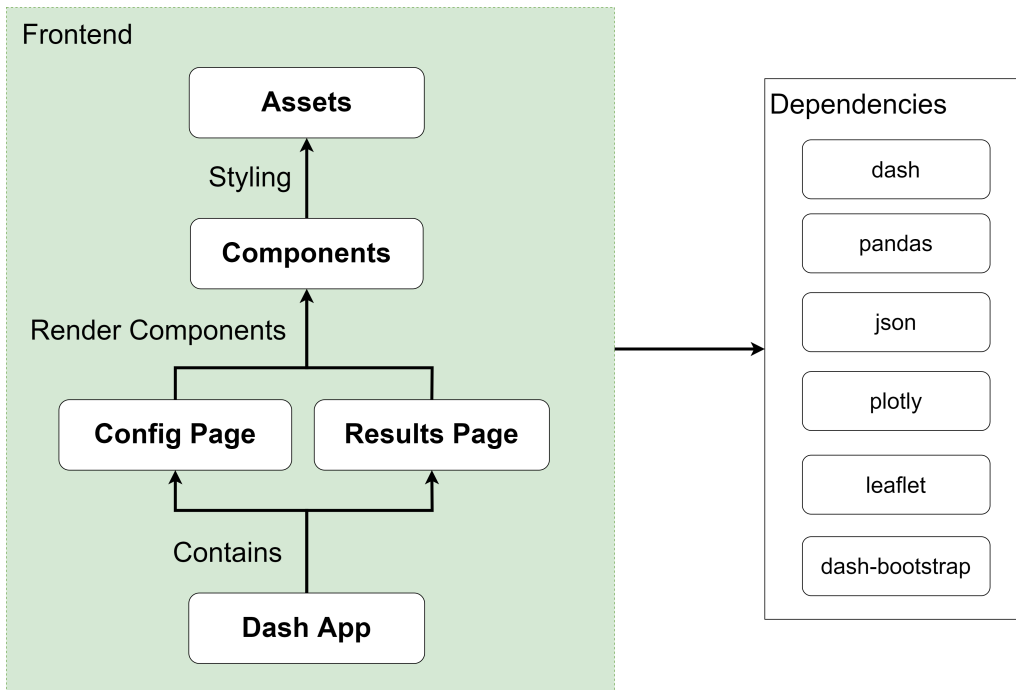 Frontend
Assets
Styling
Components
Render Components
Config Page
Results Page
Contains
Dash App
Dependencies
dash
pandas
json
plotly
leaflet
dash-bootstrap